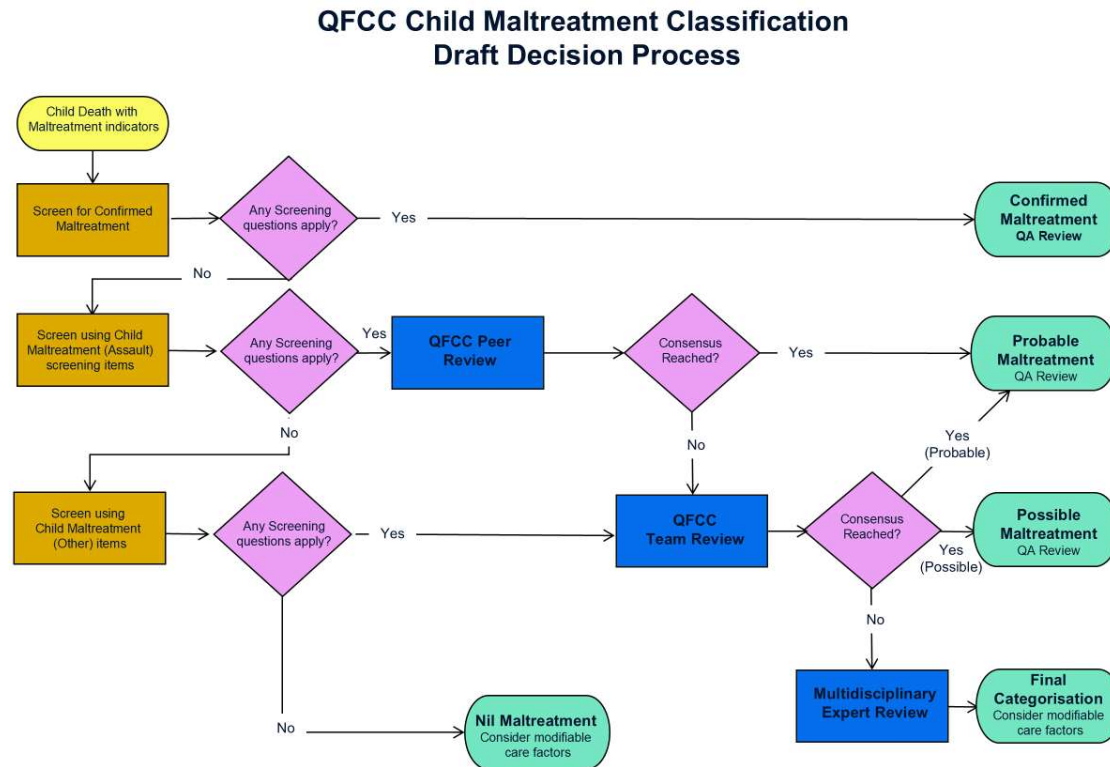 QFCC Child Maltreatment Classification
Draft Decision Process
Child Death with
Maltreatment indicators
Screen for Confirmed
Maltreatment
Any Screening
questions apply?
Yes
Confirmed
Maltreatment
QA Review
No
Screen using Child
Maltreatment (Assault)
screening items
Any Screening
questions apply?
Yes
QFCC Peer
Review
Consensus
Reached?
Yes
Probable
Maltreatment
QA Review
No
No
Yes
(Probable)
Screen using
Child Maltreatment
(Other) items
Any Screening
questions apply?
Yes
QFCC
Team Review
Consensus
Reached?
Yes
(Possible)
Possible
Maltreatment
QA Review
No
Multidisciplinary
Expert Review
Final
Categorisation
Consider modifiable
care factors
No
Nil Maltreatment
Consider modifiable
care factors